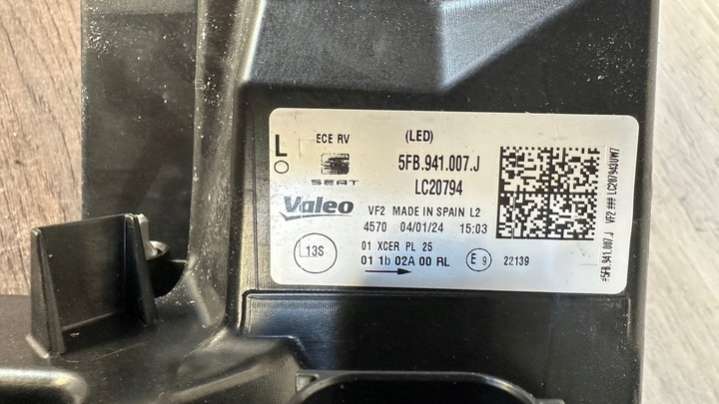 L
ECE RV
(LED)
SEAT
5FB.941.007.J
LC20794
Valeo
VF2 MADE IN SPAIN L2
4570 04/01/24 15:03
L13S
01 XCER PL 25
01 1b 02A 00 RL
E 9
22139